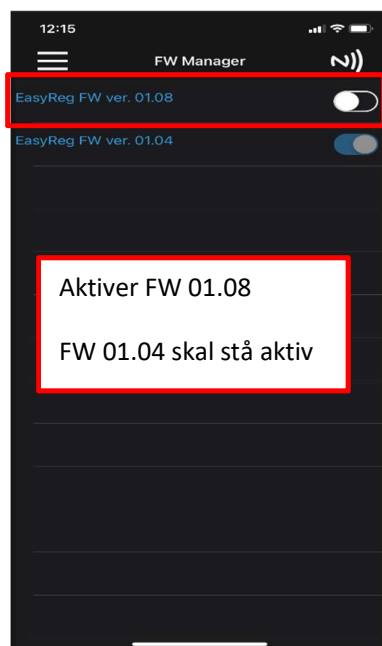 12:15
FW Manager
EasyReg FW ver. 01.08
EasyReg FW ver. 01.04
Aktiver FW 01.08
FW 01.04 skal stå aktiv